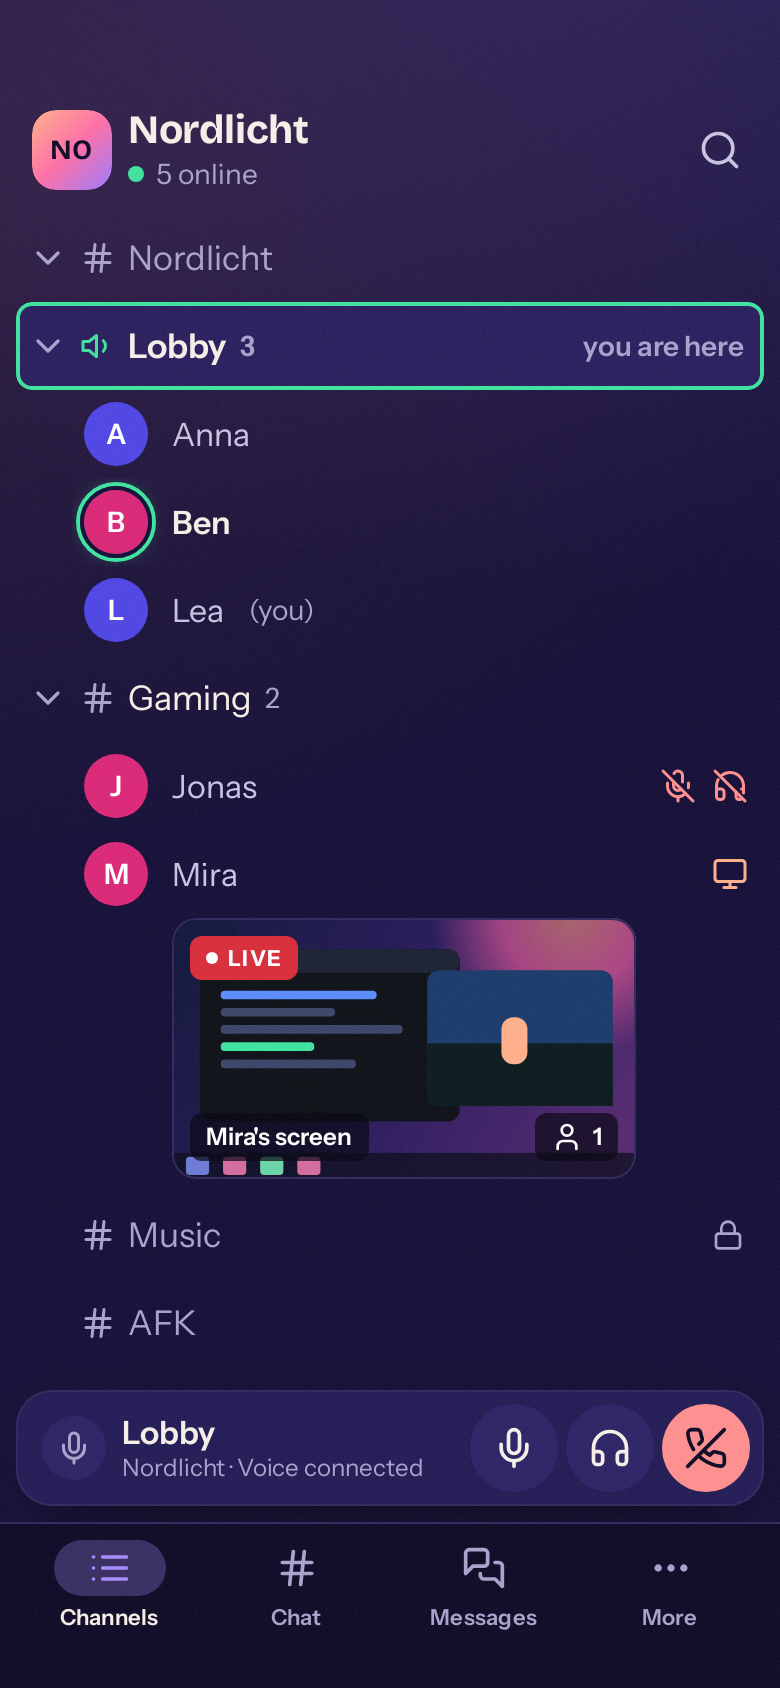 NO
Nordlicht
5 online
# Nordlicht
Lobby 3 you are here
A Anna
B Ben
L Lea (you)
# Gaming 2
J Jonas
M Mira
LIVE
Mira's screen 1
# Music
# AFK
Lobby
Nordlicht · Voice connected
Channels Chat Messages More